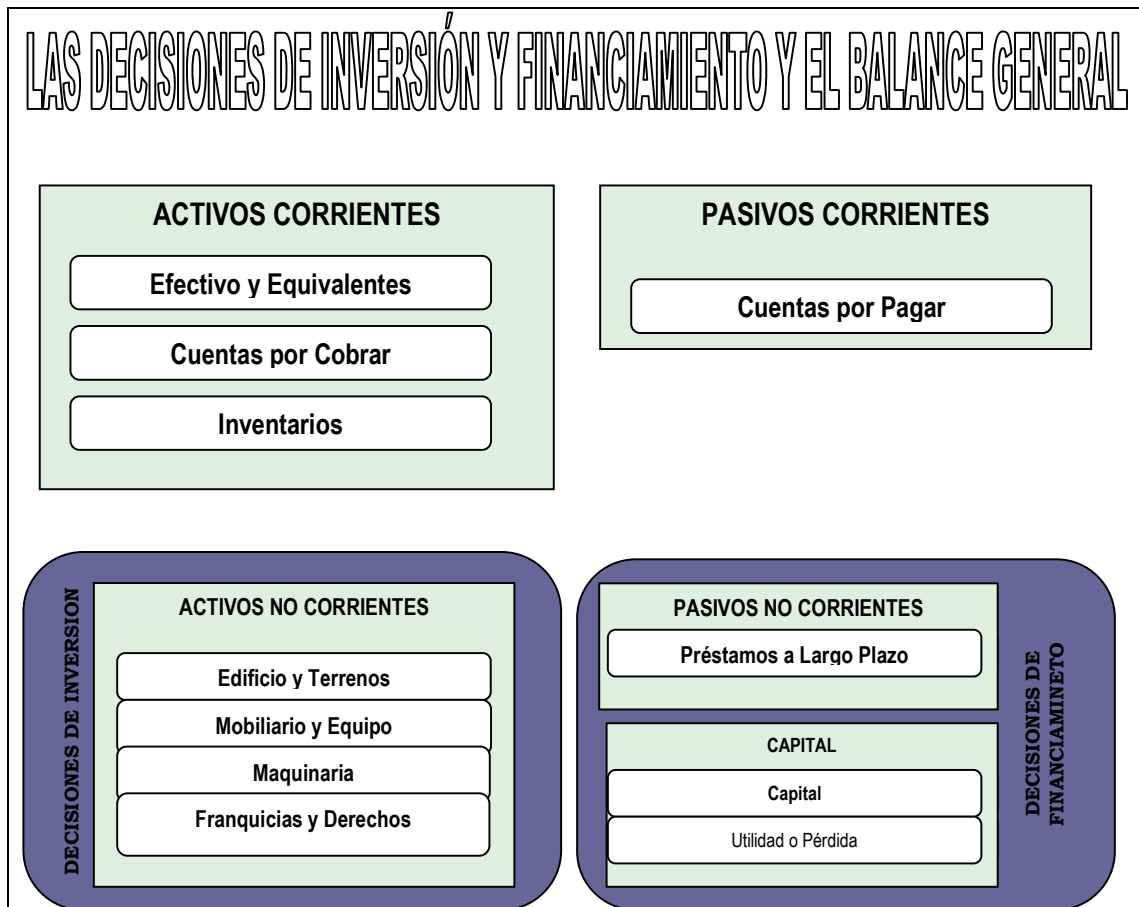 LAS DECISIONES DE INVERSIÓN Y FINANCIAMIENTO Y EL BALANCE GENERAL
ACTIVOS CORRIENTES
Efectivo y Equivalentes
Cuentas por Cobrar
Inventarios
PASIVOS CORRIENTES
Cuentas por Pagar
DECISIONES DE INVERSION
ACTIVOS NO CORRIENTES
Edificio y Terrenos
Mobiliario y Equipo
Maquinaria
Franquicias y Derechos
PASIVOS NO CORRIENTES
Préstamos a Largo Plazo
CAPITAL
Capital
Utilidad o Pérdida
DECISIONES DE
FINANCIAMINETO